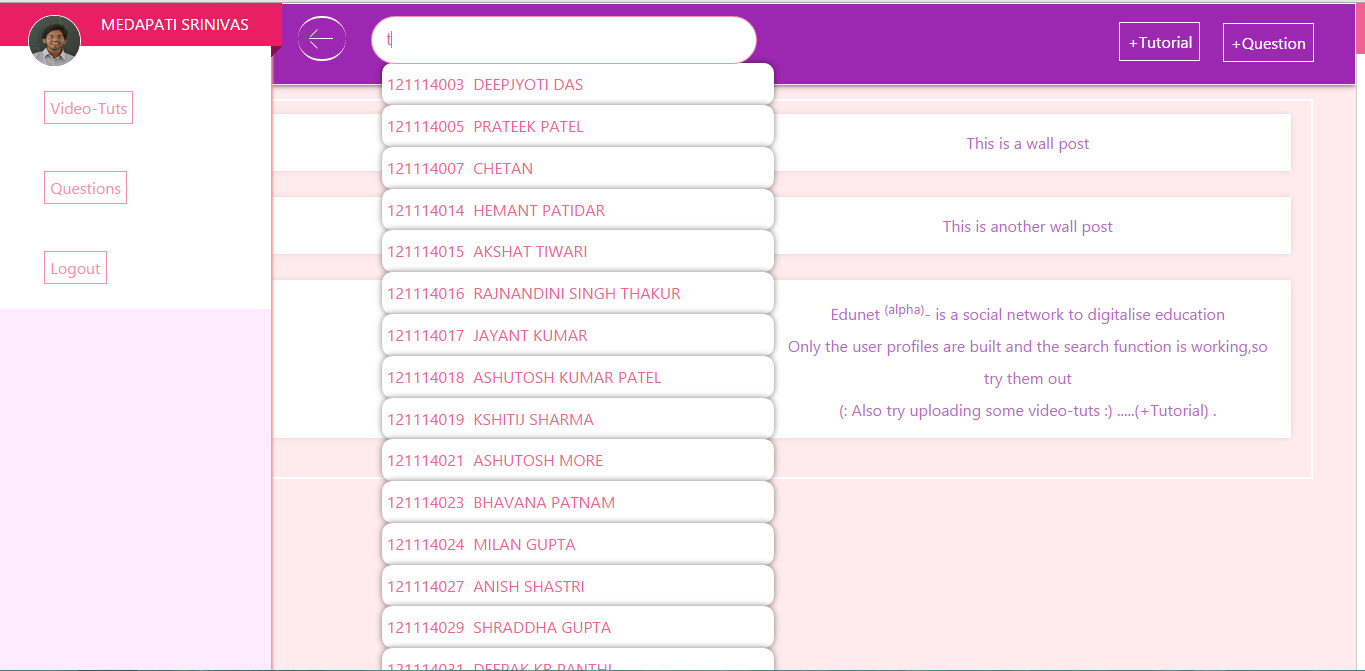 MEDAPATI SRINIVAS
Video-Tuts
Questions
Logout
t
+Tutorial
+Question
121114003 DEEPJYOTI DAS
121114005 PRATEEK PATEL
121114007 CHETAN
121114014 HEMANT PATIDAR
121114015 AKSHAT TIWARI
121114016 RAJNANDINI SINGH THAKUR
121114017 JAYANT KUMAR
121114018 ASHUTOSH KUMAR PATEL
121114019 KSHITIJ SHARMA
121114021 ASHUTOSH MORE
121114023 BHAVANA PATNAM
121114024 MILAN GUPTA
121114027 ANISH SHASTRI
121114029 SHRADDHA GUPTA
121114031 DEEPAK KR PANTHI
This is a wall post
This is another wall post
Edunet (alpha)- is a social network to digitalise education
Only the user profiles are built and the search function is working,so
try them out
(: Also try uploading some video-tuts :) .....(+Tutorial) .